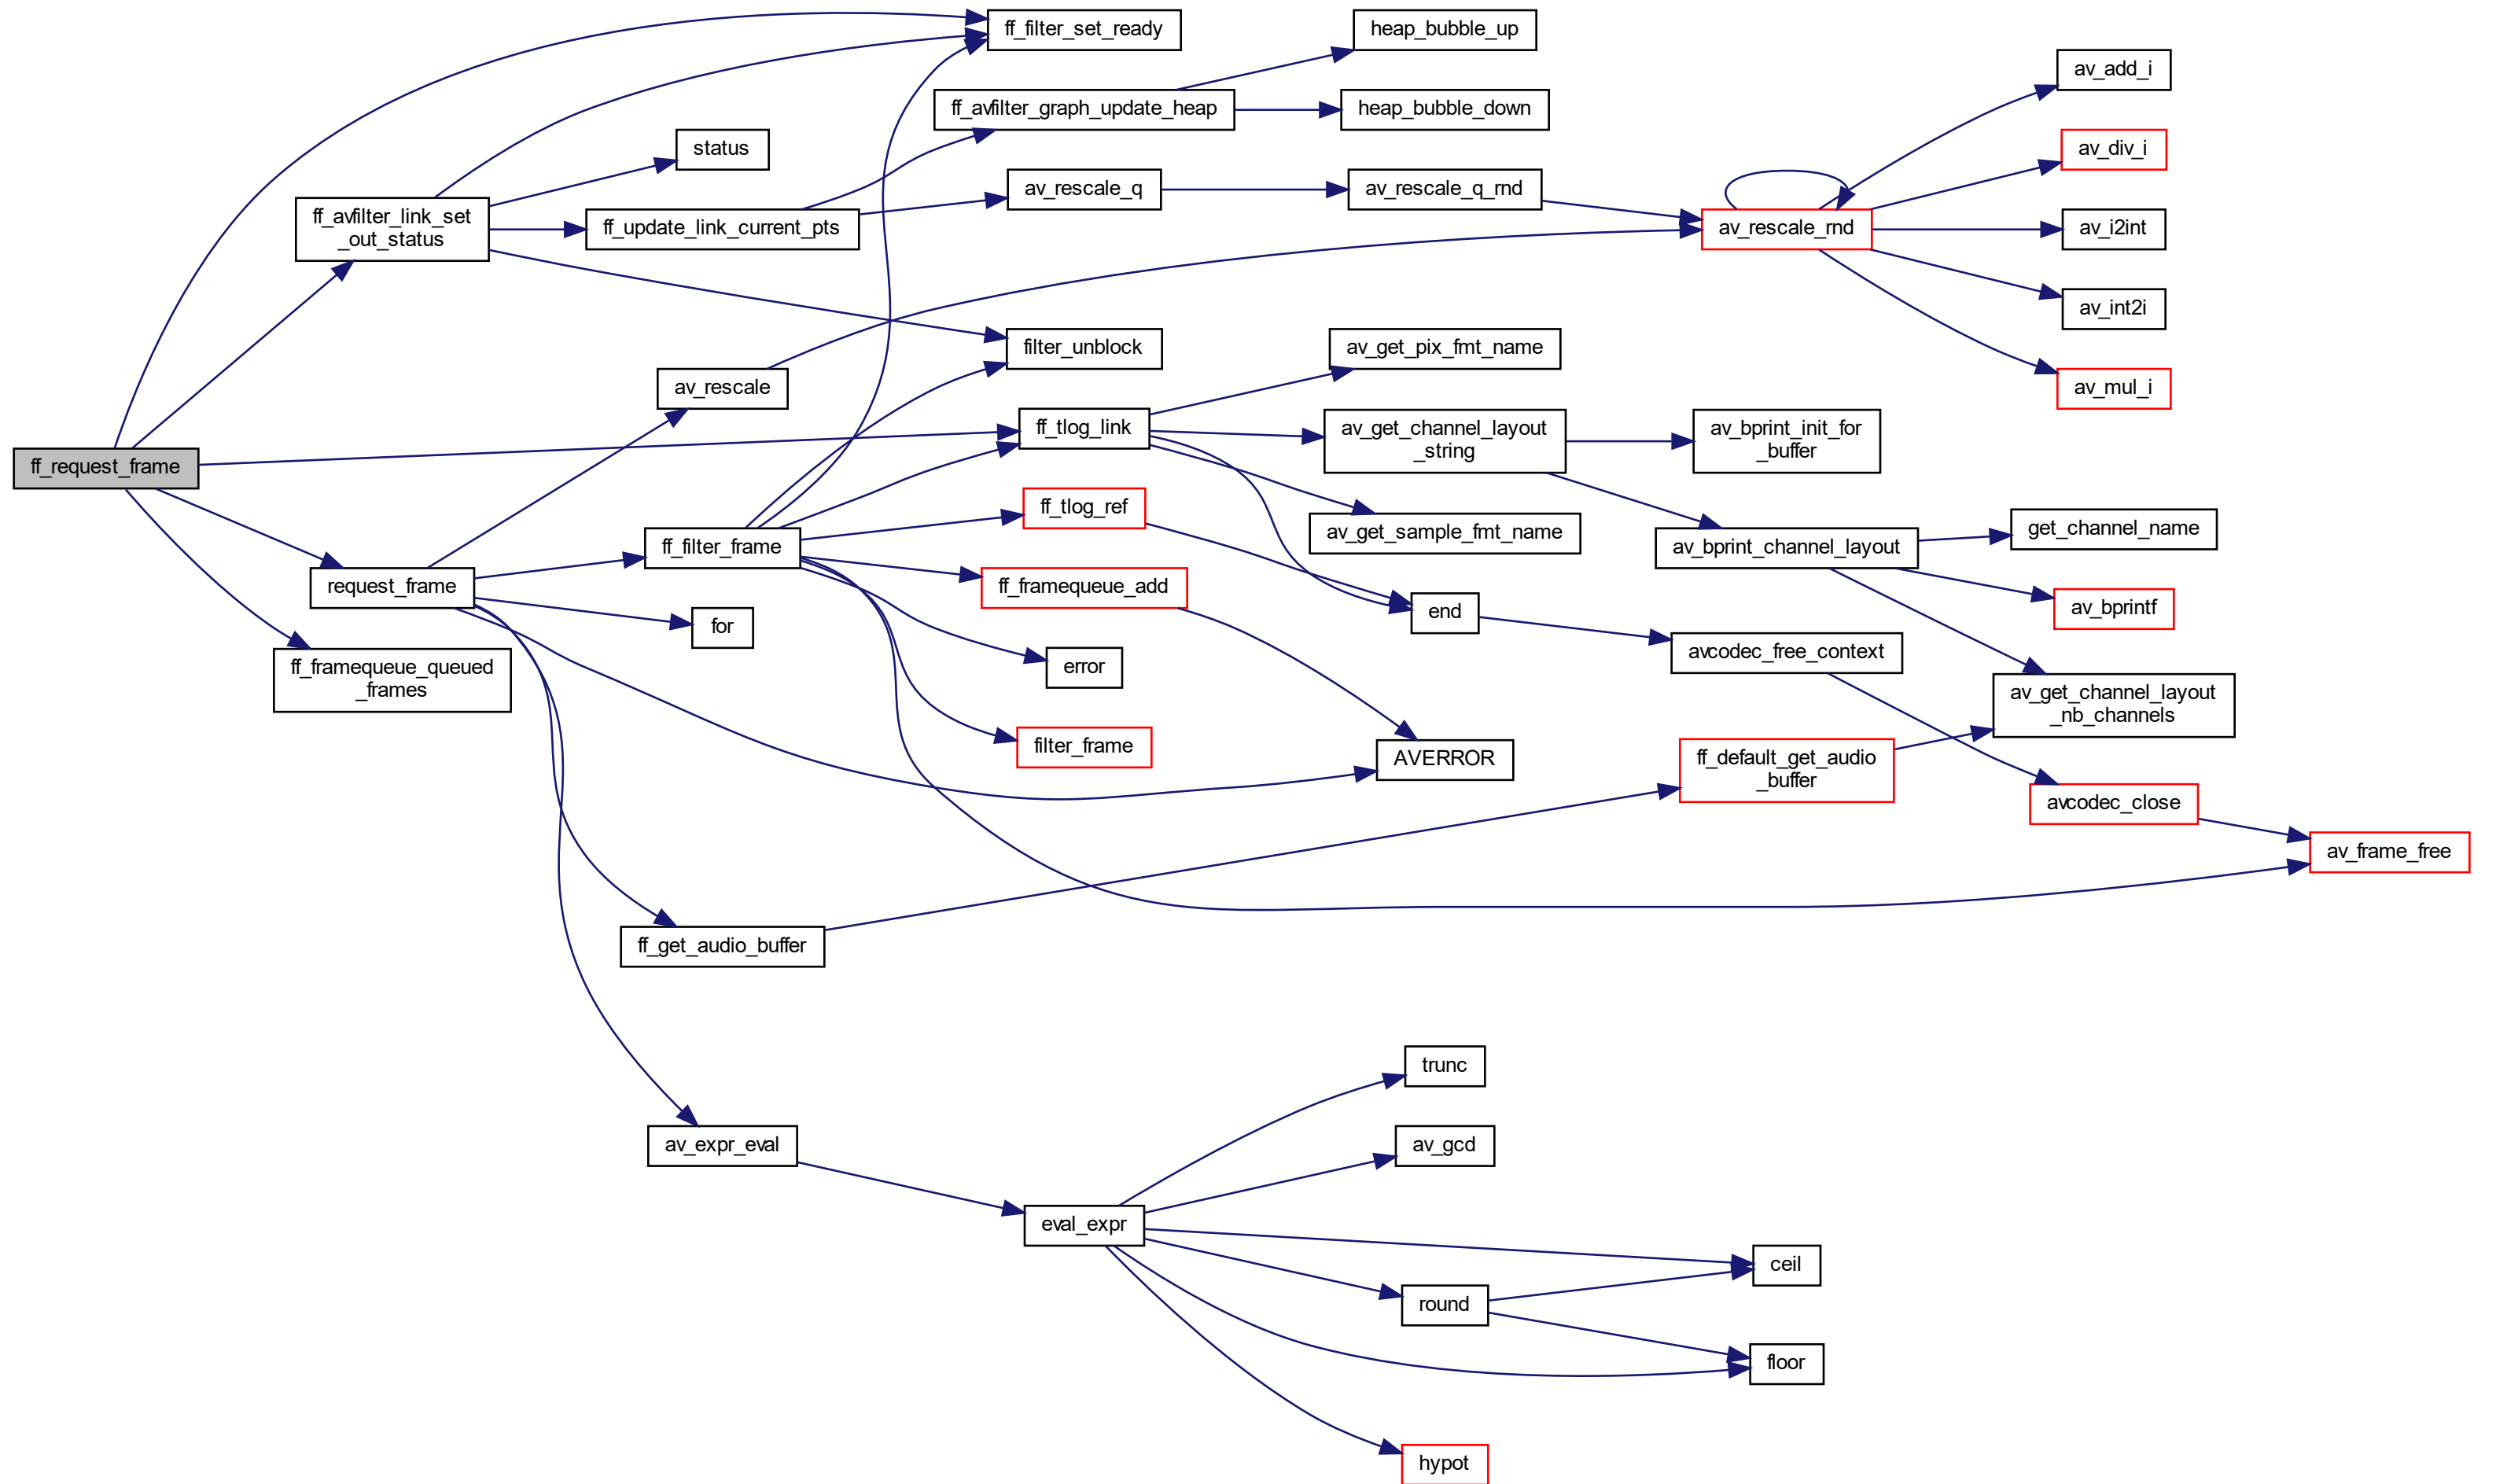 ff_filter_set_ready
heap_bubble_up
av_add_i
ff_avfilter_graph_update_heap
heap_bubble_down
status
av_div_i
av_rescale_q
av_rescale_q_rnd
ff_avfilter_link_set
_out_status
ff_update_link_current_pts
av_rescale_rnd
av_i2int
av_int2i
filter_unblock
av_get_pix_fmt_name
av_rescale
av_mul_i
ff_tlog_link
av_get_channel_layout
_string
av_bprint_init_for
_buffer
ff_request_frame
ff_tlog_ref
av_get_sample_fmt_name
get_channel_name
ff_filter_frame
av_bprint_channel_layout
request_frame
ff_framequeue_add
end
av_bprintf
for
avcodec_free_context
ff_framequeue_queued
_frames
error
av_get_channel_layout
_nb_channels
filter_frame
AVERROR
ff_default_get_audio
_buffer
avcodec_close
av_frame_free
ff_get_audio_buffer
trunc
av_expr_eval
av_gcd
eval_expr
ceil
round
floor
hypot